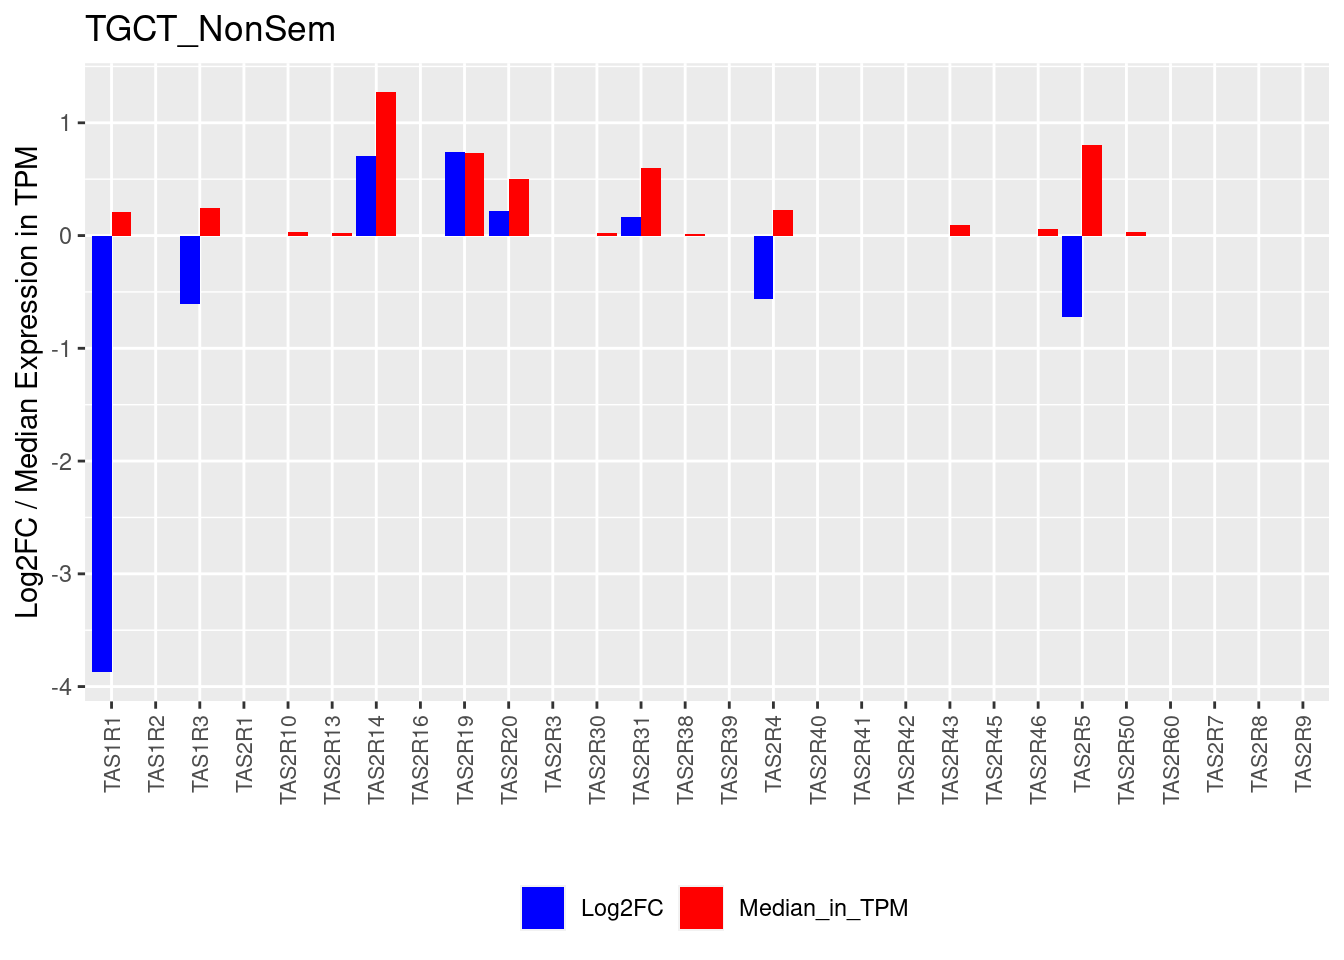 TGCT_NonSem
Log2FC / Median Expression in TPM
1
0
-1
-2
-3
-4
TAS1R1
TAS1R2
TAS1R3
TAS2R1
TAS2R10
TAS2R13
TAS2R14
TAS2R16
TAS2R19
TAS2R20
TAS2R3
TAS2R30
TAS2R31
TAS2R38
TAS2R39
TAS2R4
TAS2R40
TAS2R41
TAS2R42
TAS2R43
TAS2R45
TAS2R46
TAS2R5
TAS2R50
TAS2R60
TAS2R7
TAS2R8
TAS2R9
Log2FC
Median_in_TPM